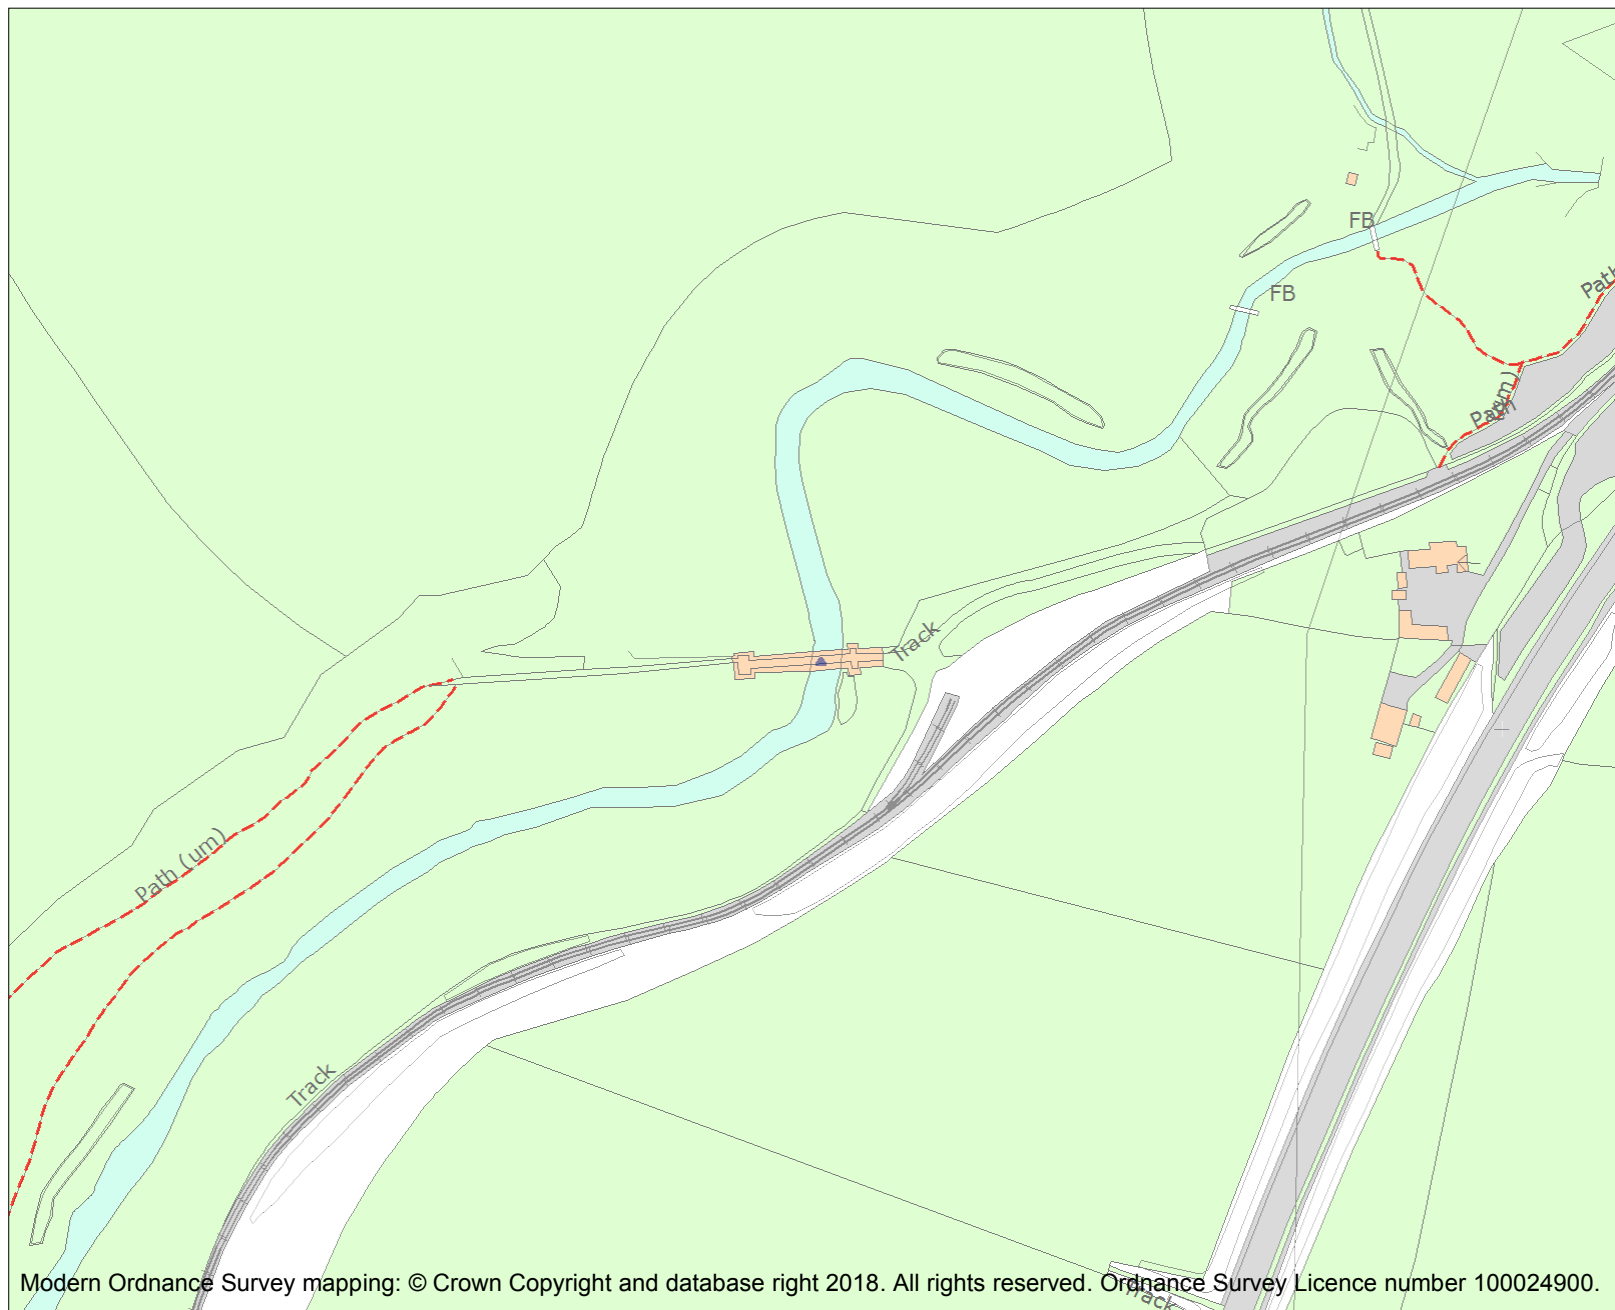 FB
Path
FB
(um)
Path
Track
Path (um)
Track
Modern Ordnance Survey mapping: © Crown Copyright and database right 2018. All rights reserved. Ordnance Survey Licence number 100024900.
Track